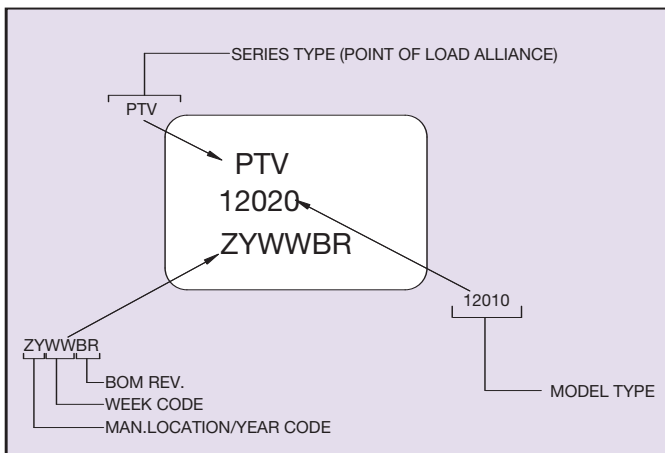 SERIES TYPE (POINT OF LOAD ALLIANCE)
PTV
PTV
12020
ZYWWBR
12010
ZYWWBR
BOM REV.
MODEL TYPE
WEEK CODE
MAN.LOCATION/YEAR CODE